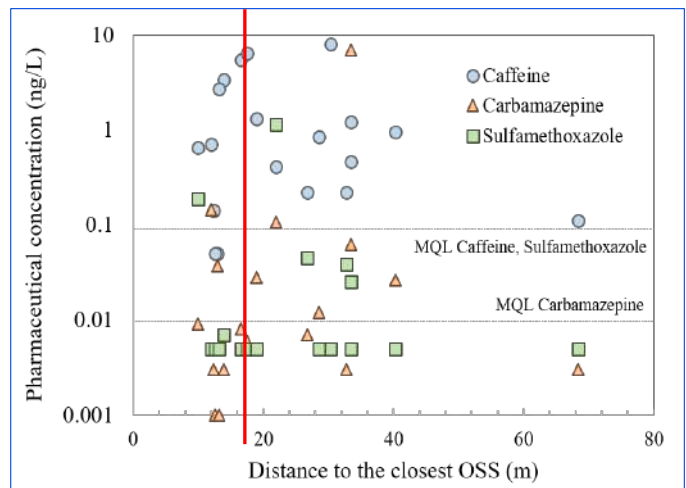 10
1
0.1
0.01
0.001
Pharmaceutical concentration (ng/L)
Caffeine
Carbamazepine
Sulfamethoxazole
MQL Caffeine, Sulfamethoxazole
MQL Carbamazepine
0 20 40 60 80
Distance to the closest OSS (m)